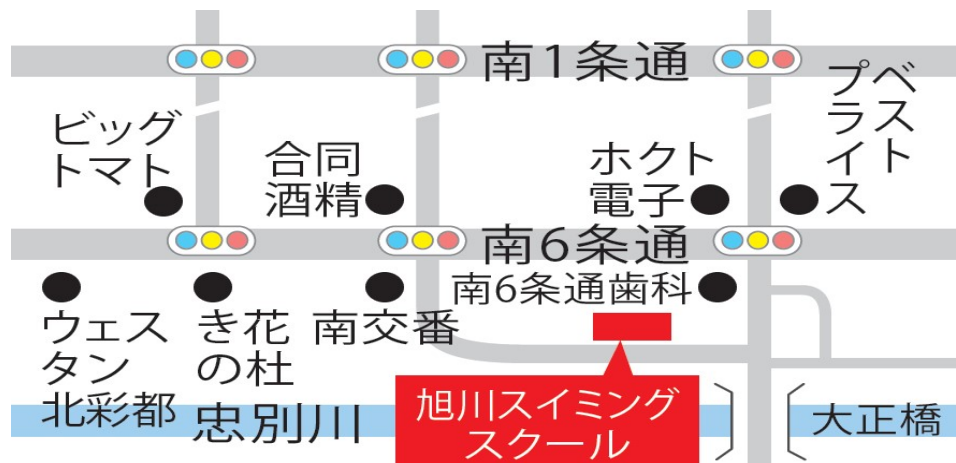 南1条通
ベスト
プライス
ビッグ
トマト
合同
酒精
ホクト
電子
南6条通
南6条通歯科
ウェス
タン
北彩都
き花
の杜
南交番
旭川スイミング
スクール
忠別川
大正橋